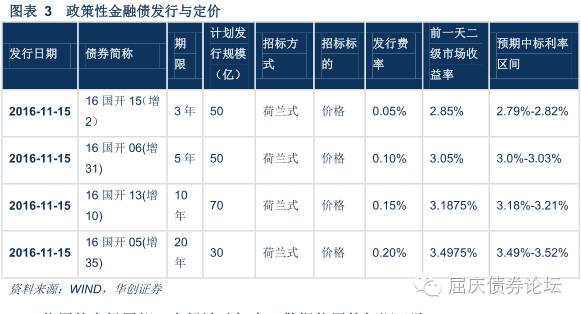 图表 3 政策性金融债发行与定价
发行日期 债券简称 期限 计划发行规模（亿） 招标方式 招标标的 发行费率 前一天二级市场收益率 预期中标利率区间
2016-11-15 16 国开 15（增2） 3 年 50 荷兰式 价格 0.05% 2.85% 2.79%-2.82%
2016-11-15 16 国开 06(增31) 5 年 50 荷兰式 价格 0.10% 3.05% 3.0%-3.03%
2016-11-15 16 国开 13(增10) 10年 70 荷兰式 价格 0.15% 3.1875% 3.18%-3.21%
2016-11-15 16 国开 05(增35) 20年 30 荷兰式 价格 0.20% 3.4975% 3.49%-3.52%
资料来源：WIND，华创证券
屈庆债券论坛